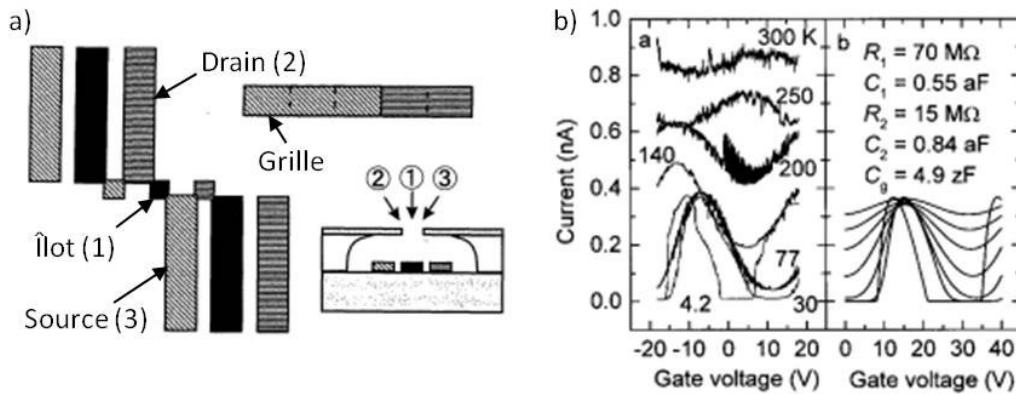 a)
Drain (2)
Grille
② ① ③
Îlot (1)
Source (3)
b)
Current (nA)
1.0
0.8
0.6
0.4
0.2
0.0
a
300 K
250
200
140
77
4.2
30
-20 -10 0 10 20
Gate voltage (V)
b
R₁ = 70 MΩ
C₁ = 0.55 aF
R₂ = 15 MΩ
C₂ = 0.84 aF
Cg = 4.9 zF
0 10 20 30 40
Gate voltage (V)